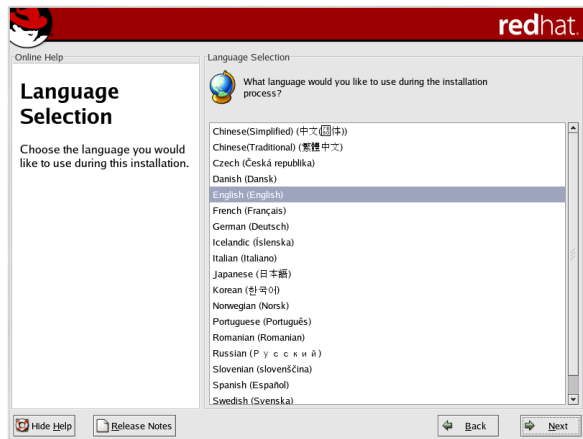 redhat.
Online Help
Language
Selection
Choose the language you would
like to use during this installation.
Language Selection
What language would you like to use during the installation
process?
Chinese(Simplified) (中文(简体))
Chinese(Traditional) (繁體中文)
Czech (Česká republika)
Danish (Dansk)
English (English)
French (Français)
German (Deutsch)
Icelandic (Íslenska)
Italian (Italiano)
Japanese (日本語)
Korean (한국어)
Norwegian (Norsk)
Portuguese (Português)
Romanian (Romanian)
Russian (Русский)
Slovenian (slovenščina)
Spanish (Español)
Swedish (Svenska)
Hide Help
Release Notes
Back
Next